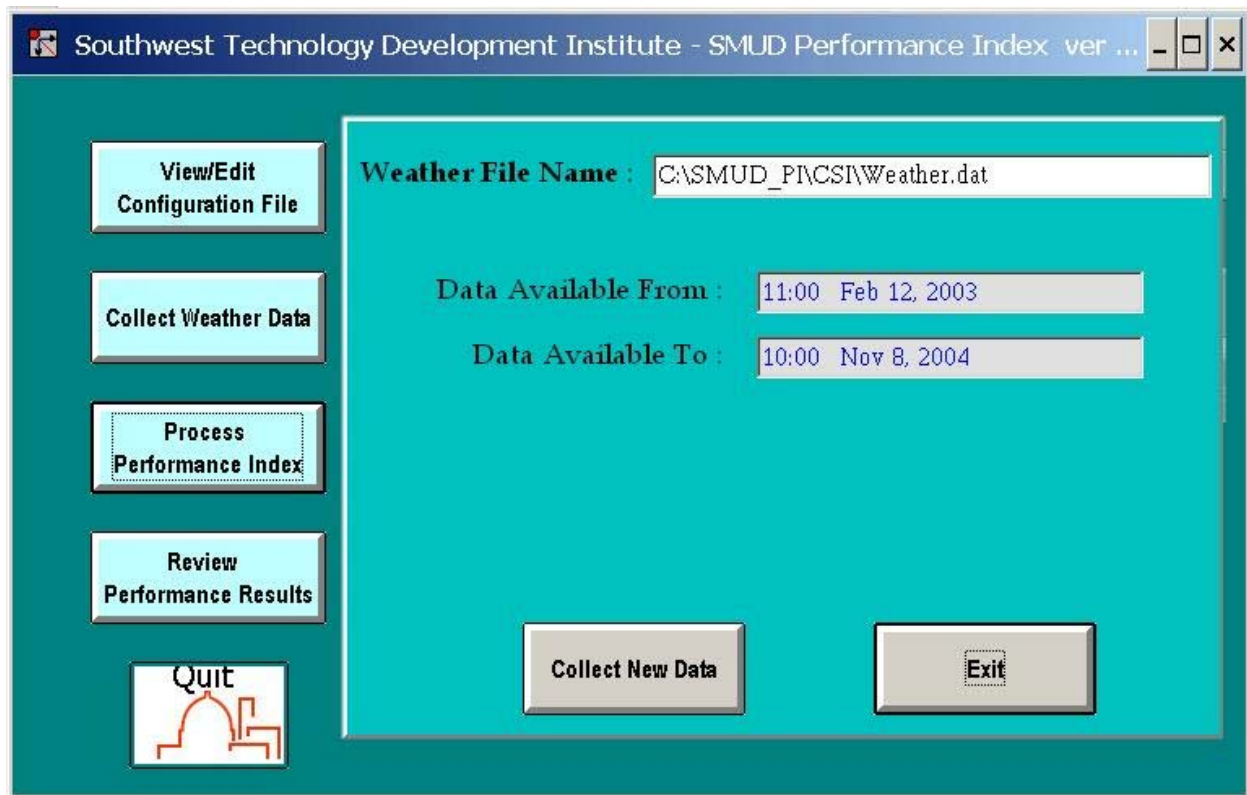 Southwest Technology Development Institute - SMUD Performance Index ver ...
View/Edit
Configuration File
Collect Weather Data
Process
Performance Index
Review
Performance Results
Quit
Weather File Name :
C:\SMUD_PI\CSI\Weather.dat
Data Available From :
11:00 Feb 12, 2003
Data Available To :
10:00 Nov 8, 2004
Collect New Data
Exit